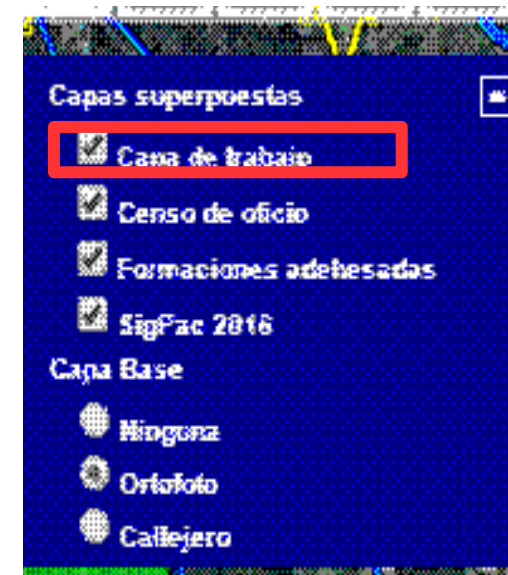 Capas superpuestas
Capa de trabajo
Censo de oficio
Formaciones adehesadas
SigPac 2016
Capa Base
Ninguna
Ortofoto
Callejero